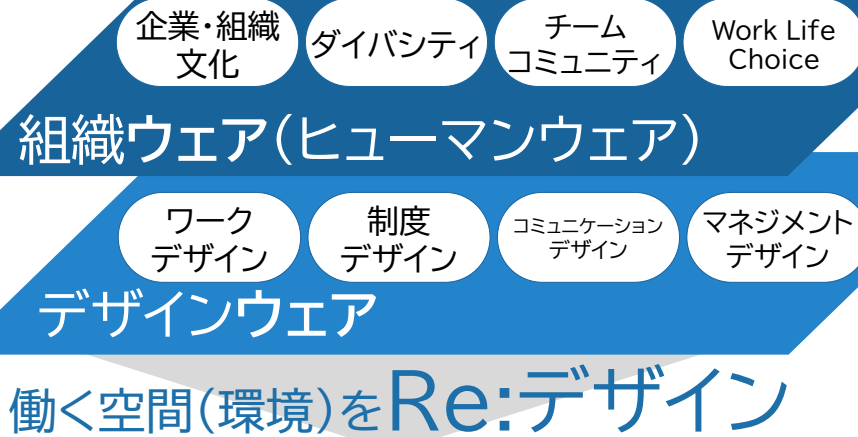 企業・組織
文化
ダイバシティ
チーム
コミュニティ
Work Life
Choice
組織ウェア(ヒューマンウェア)
ワーク
デザイン
制度
デザイン
コミュニケーション
デザイン
マネジメント
デザイン
デザインウェア
働く空間(環境)をRe:デザイン